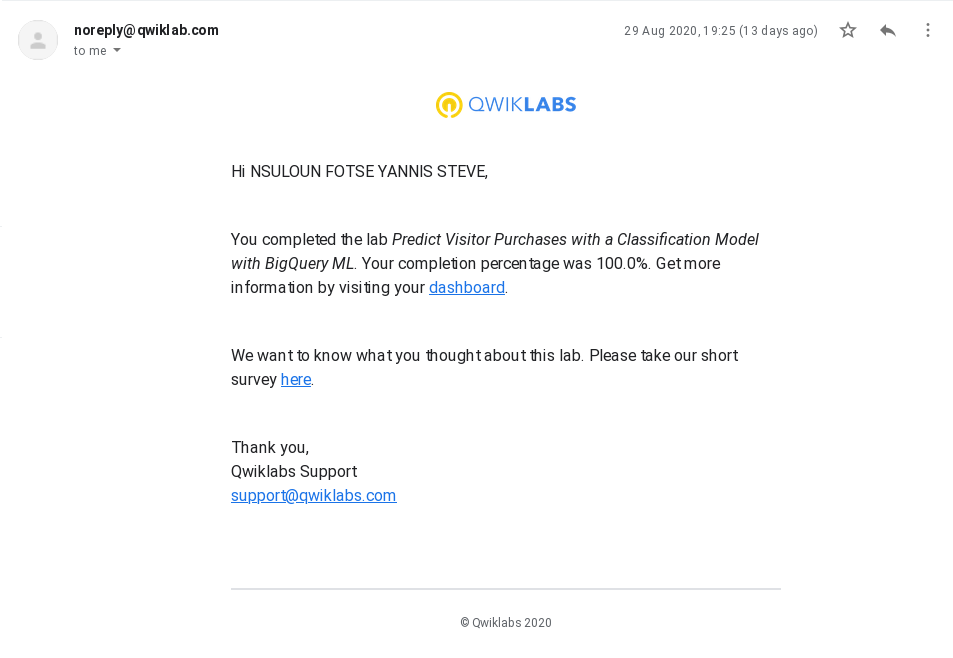 noreply@qwiklab.com
29 Aug 2020, 19:25 (13 days ago)
to me
QWIKLABS
Hi NSULOUN FOTSE YANNIS STEVE,
You completed the lab Predict Visitor Purchases with a Classification Model
with BigQuery ML. Your completion percentage was 100.0%. Get more
information by visiting your dashboard.
We want to know what you thought about this lab. Please take our short
survey here.
Thank you,
Qwiklabs Support
support@qwiklabs.com
© Qwiklabs 2020